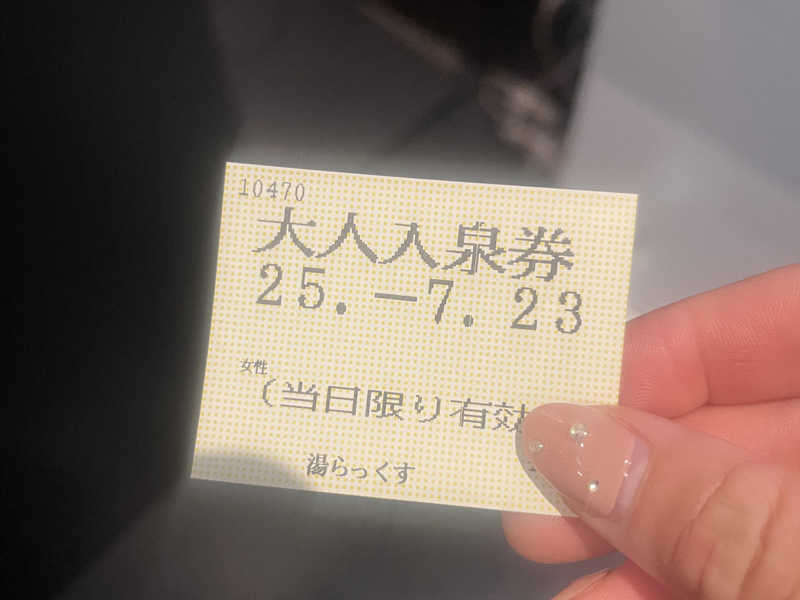 10470
大人入泉券
25.-7.23
女性
(当日限り有効
湯らっくす